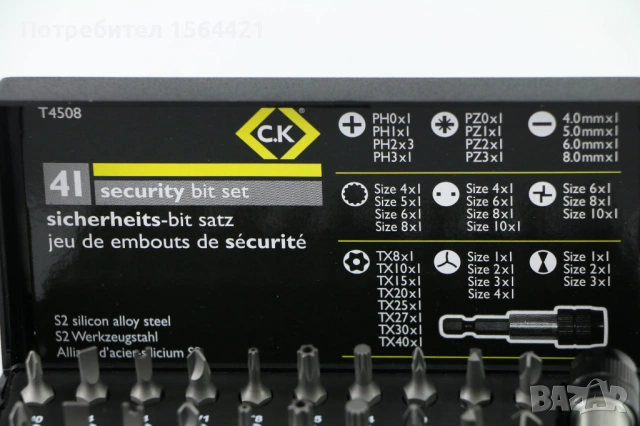 Потребител 1564421
T4508
C.K
41 security bit set
sicherheits-bit satz
jeu de embouts de sécurité
S2 silicon alloy steel
S2 Werkzeugstahl
Alliage d'acier silicium S2
PH0x1
PH1x1
PH2x3
PH3x1
PZ0x1
PZ1x1
PZ2x1
PZ3x1
4.0mmx1
5.0mmx1
6.0mmx1
8.0mmx1
Size 4x1
Size 5x1
Size 6x1
Size 8x1
Size 4x1
Size 6x1
Size 8x1
Size 10x1
Size 6x1
Size 8x1
Size 10x1
TX8x1
TX10x1
TX15x1
TX20x1
TX25x1
TX27x1
TX30x1
TX40x1
Size 1x1
Size 2x1
Size 3x1
Size 4x1
Size 1x1
Size 2x1
Size 3x1
bazar